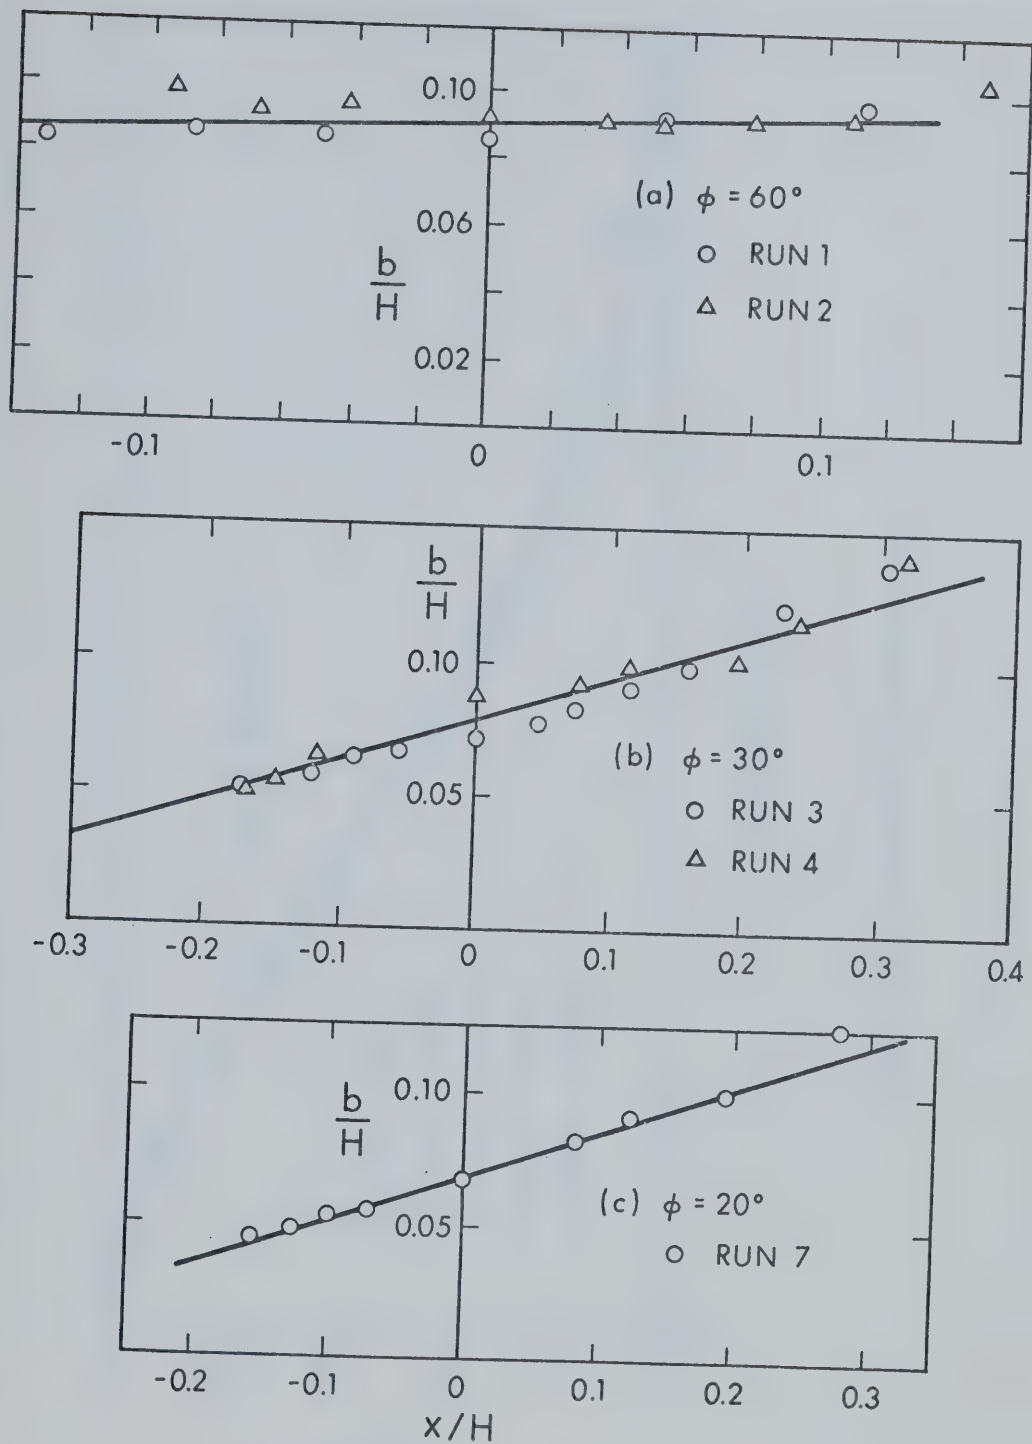 0.10
(a) φ = 60°
0.06
○ RUN 1
b/H
△ RUN 2
0.02
-0.1 0 0.1
b/H
0.10
(b) φ = 30°
0.05
○ RUN 3
△ RUN 4
-0.3 -0.2 -0.1 0 0.1 0.2 0.3 0.4
0.10
b/H
(c) φ = 20°
0.05
○ RUN 7
-0.2 -0.1 0 0.1 0.2 0.3
x/H